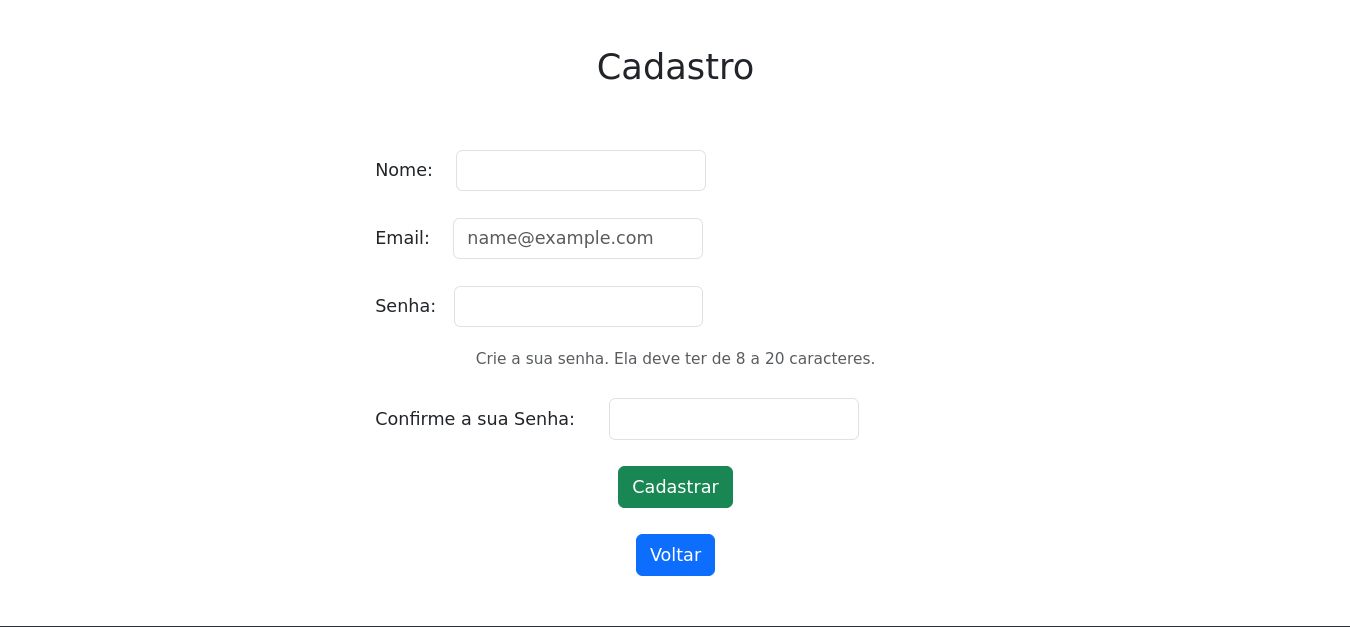 Cadastro
Nome:
Email: name@example.com
Senha:
Crie a sua senha. Ela deve ter de 8 a 20 caracteres.
Confirme a sua Senha:
Cadastrar
Voltar